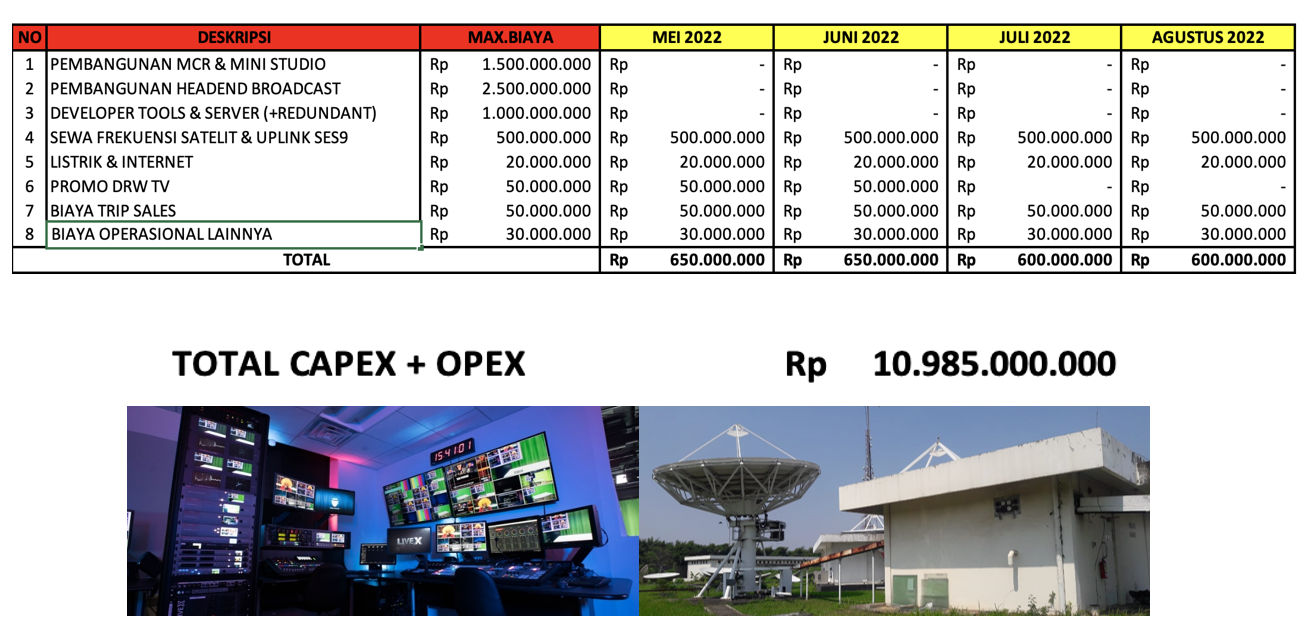 NO DESKRIPSI MAX.BIAYA MEI 2022 JUNI 2022 JULI 2022 AGUSTUS 2022
1 PEMBANGUNAN MCR & MINI STUDIO Rp 1.500.000.000 Rp - Rp - Rp - Rp -
2 PEMBANGUNAN HEADEND BROADCAST Rp 2.500.000.000 Rp - Rp - Rp - Rp -
3 DEVELOPER TOOLS & SERVER (+REDUNDANT) Rp 1.000.000.000 Rp - Rp - Rp - Rp -
4 SEWA FREKUENSI SATELIT & UPLINK SES9 Rp 500.000.000 Rp 500.000.000 Rp 500.000.000 Rp 500.000.000 Rp 500.000.000
5 LISTRIK & INTERNET Rp 20.000.000 Rp 20.000.000 Rp 20.000.000 Rp 20.000.000 Rp 20.000.000
6 PROMO DRW TV Rp 50.000.000 Rp 50.000.000 Rp 50.000.000 Rp - Rp -
7 BIAYA TRIP SALES Rp 50.000.000 Rp 50.000.000 Rp 50.000.000 Rp 50.000.000 Rp 50.000.000
8 BIAYA OPERASIONAL LAINNYA Rp 30.000.000 Rp 30.000.000 Rp 30.000.000 Rp 30.000.000 Rp 30.000.000
TOTAL Rp 650.000.000 Rp 650.000.000 Rp 600.000.000 Rp 600.000.000
TOTAL CAPEX + OPEX Rp 10.985.000.000
15:41:01
LIVEX
LIVEX